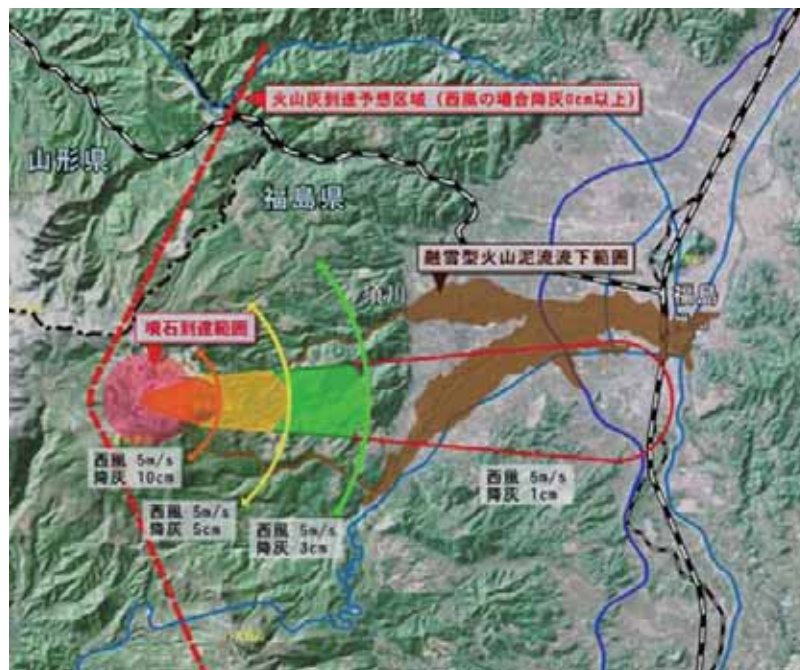 火山灰到達予想区域 (西風の場合降灰0cm以上)
山形県
福島県
融雪型火山泥流流下範囲
須川
福島
噴石到達範囲
西風 5m/s
降灰 10cm
西風 5m/s
降灰 5cm
西風 5m/s
降灰 3cm
西風 5m/s
降灰 1cm